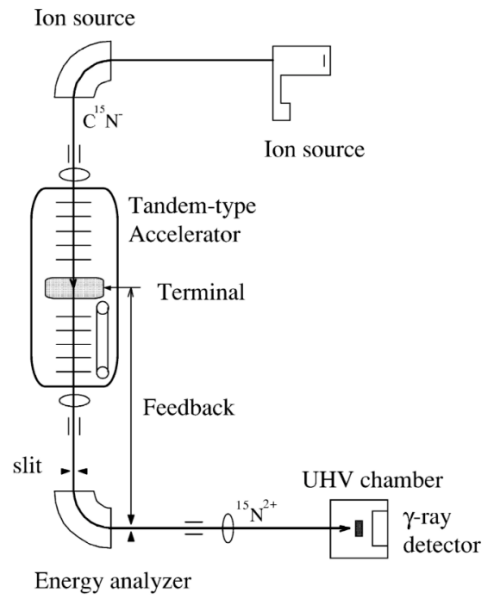 Ion source
C¹⁵N⁻
Ion source
Tandem-type
Accelerator
Terminal
Feedback
slit
UHV chamber
¹⁵N²⁺
γ-ray
detector
Energy analyzer